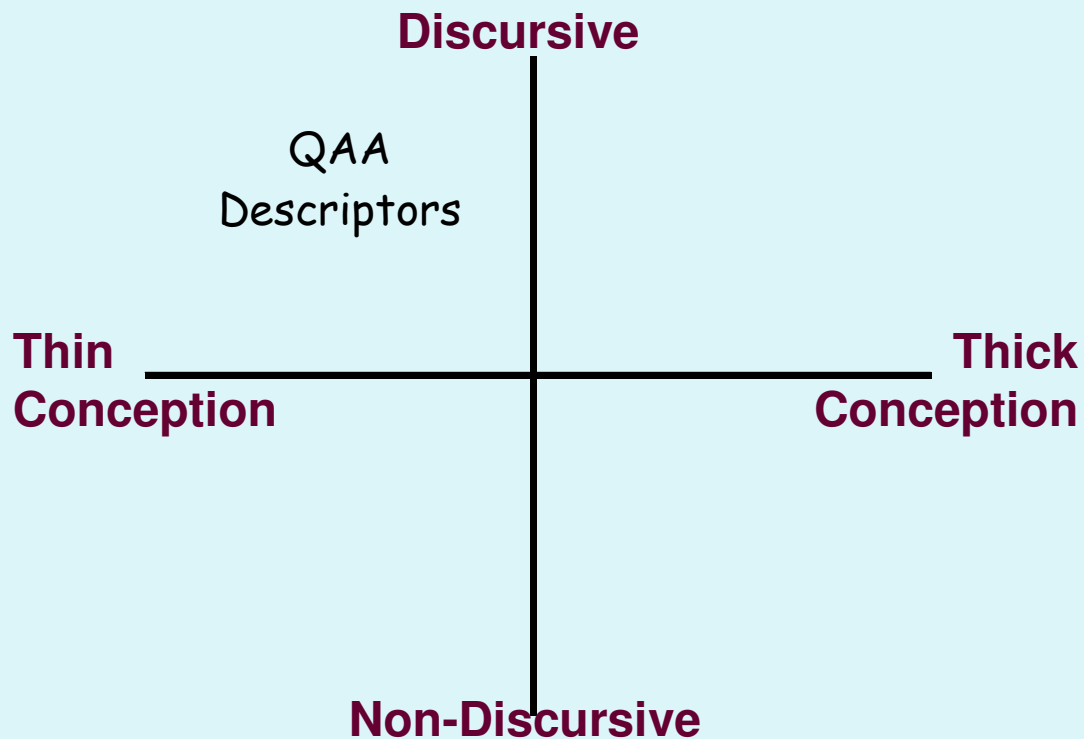 Discursive
QAA
Descriptors
Thin
Conception
Thick
Conception
Non-Discursive